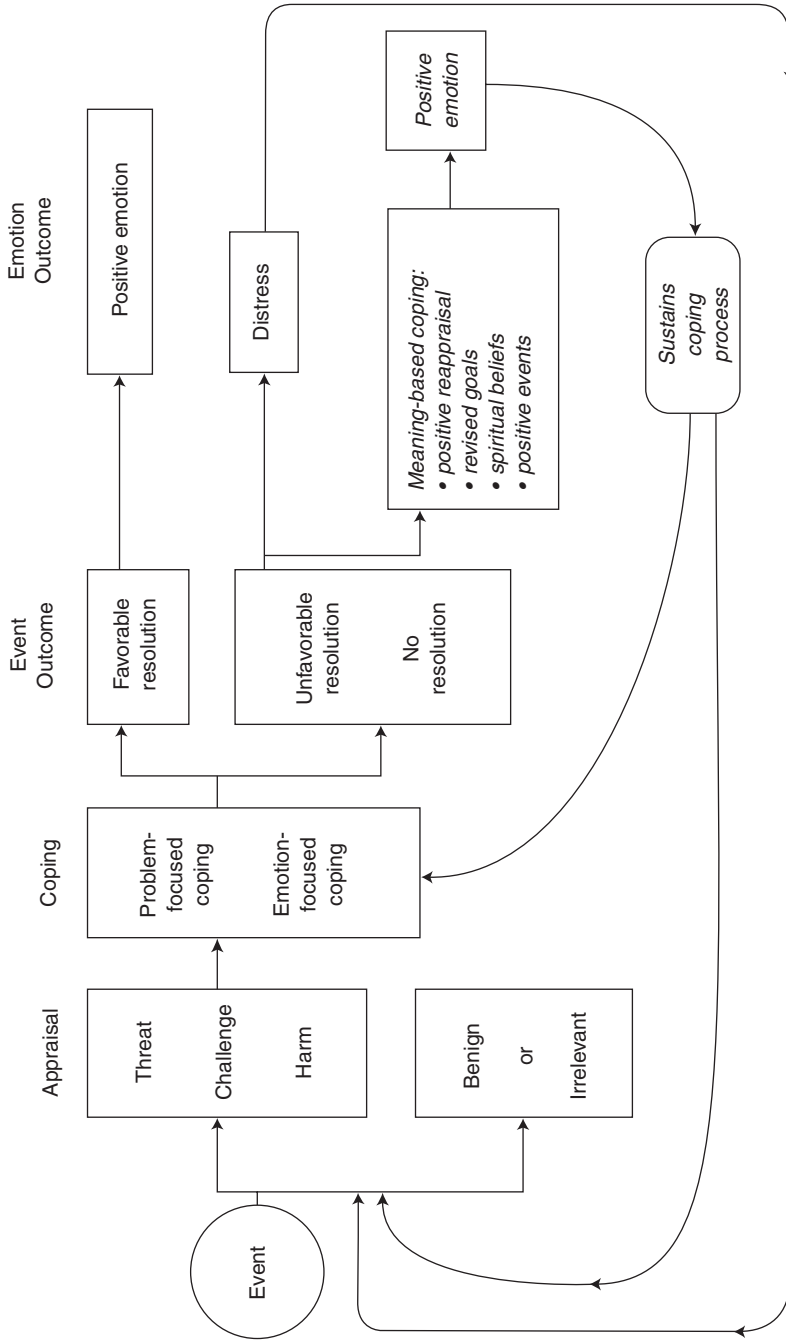 Appraisal
Coping
Event
Outcome
Emotion
Outcome
Event
Threat
Challenge
Harm
Benign
or
Irrelevant
Problem-
focused
coping
Emotion-
focused
coping
Favorable
resolution
Unfavorable
resolution
No
resolution
Positive emotion
Distress
Meaning-based coping:
• positive reappraisal
• revised goals
• spiritual beliefs
• positive events
Positive
emotion
Sustains
coping
process